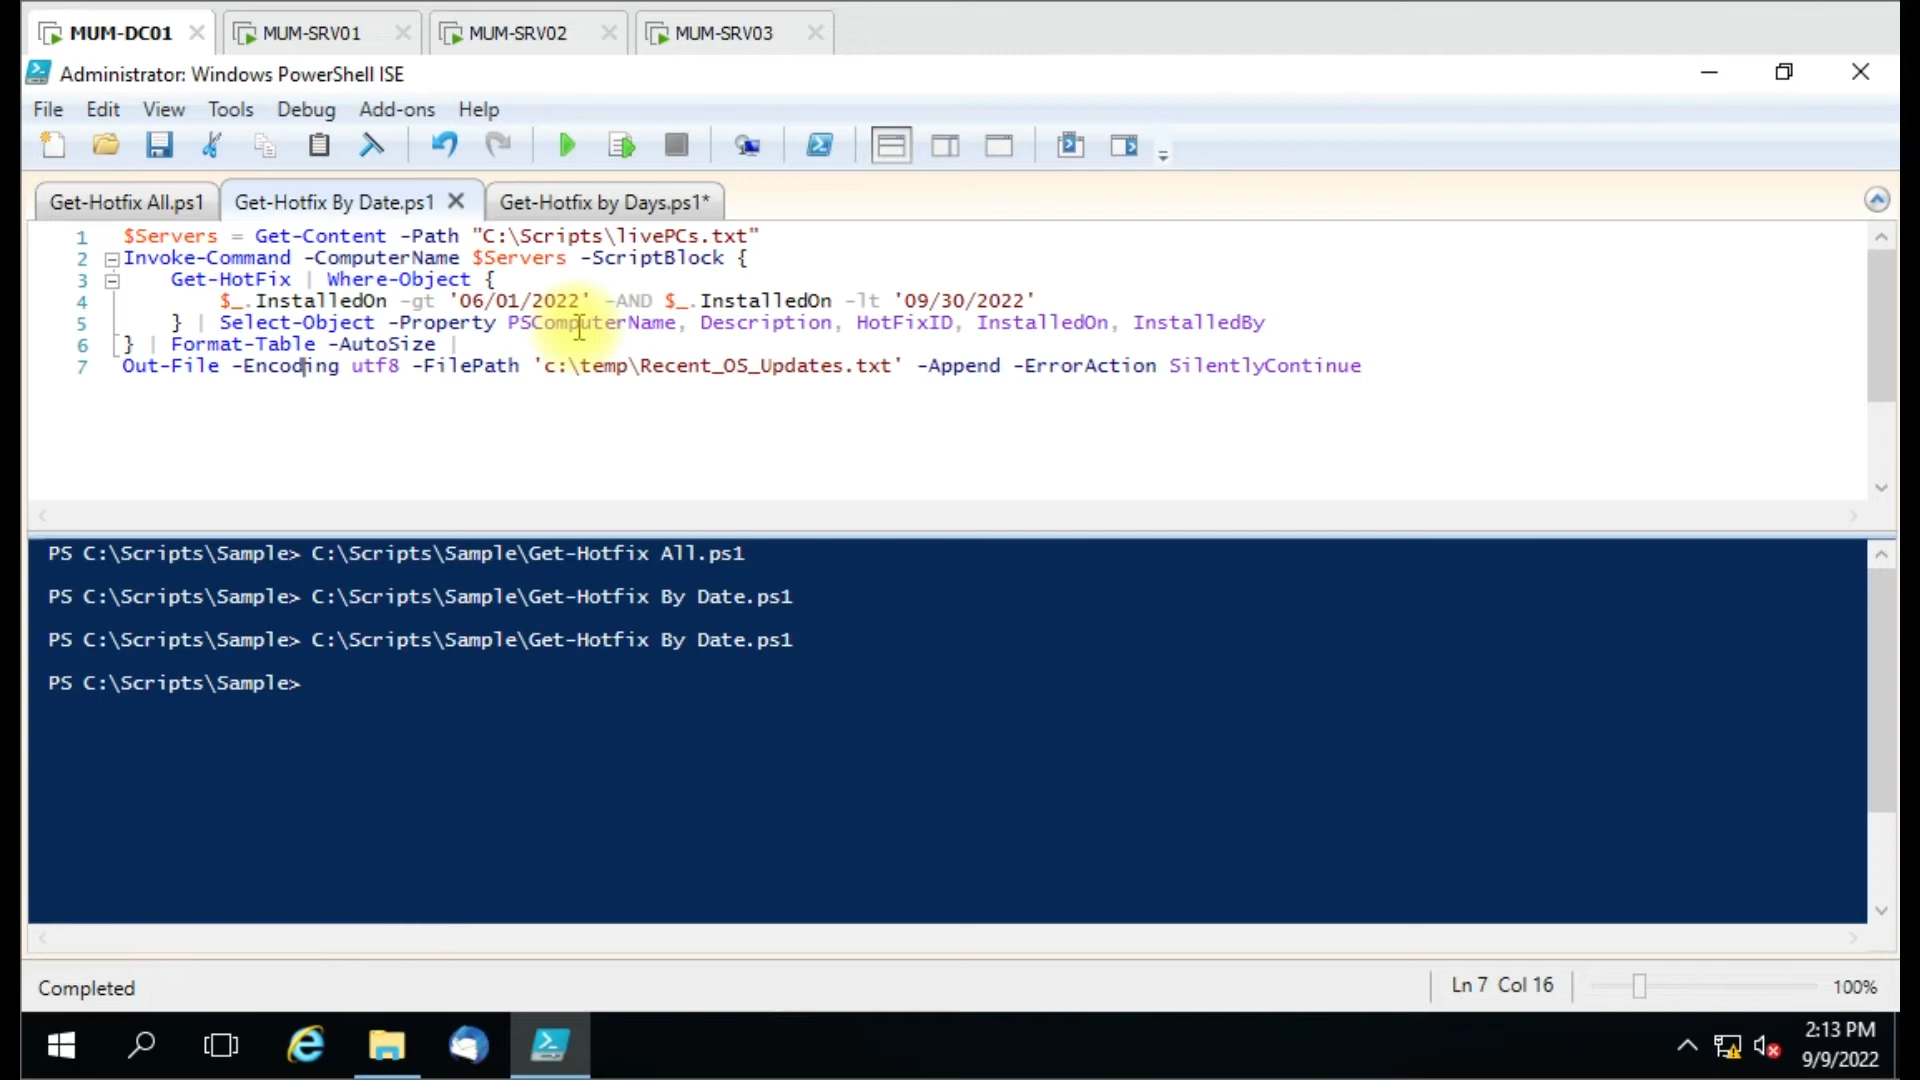 MUM-DC01 MUM-SRV01 MUM-SRV02 MUM-SRV03
Administrator: Windows PowerShell ISE
File Edit View Tools Debug Add-ons Help
Get-Hotfix All.ps1 Get-Hotfix By Date.ps1 Get-Hotfix by Days.ps1*
1 $Servers = Get-Content -Path "C:\Scripts\livePCs.txt"
2 Invoke-Command -ComputerName $Servers -ScriptBlock {
3 Get-HotFix | Where-Object {
4 $_.InstalledOn -gt '06/01/2022' -AND $_.InstalledOn -lt '09/30/2022'
5 } | Select-Object -Property PSComputerName, Description, HotFixID, InstalledOn, InstalledBy
6 } | Format-Table -AutoSize |
7 Out-File -Encoding utf8 -FilePath 'c:\temp\Recent_OS_Updates.txt' -Append -ErrorAction SilentlyContinue
PS C:\Scripts\Sample> C:\Scripts\Sample\Get-Hotfix All.ps1
PS C:\Scripts\Sample> C:\Scripts\Sample\Get-Hotfix By Date.ps1
PS C:\Scripts\Sample> C:\Scripts\Sample\Get-Hotfix By Date.ps1
PS C:\Scripts\Sample>
Completed Ln 7 Col 16 100%
2:13 PM
9/9/2022